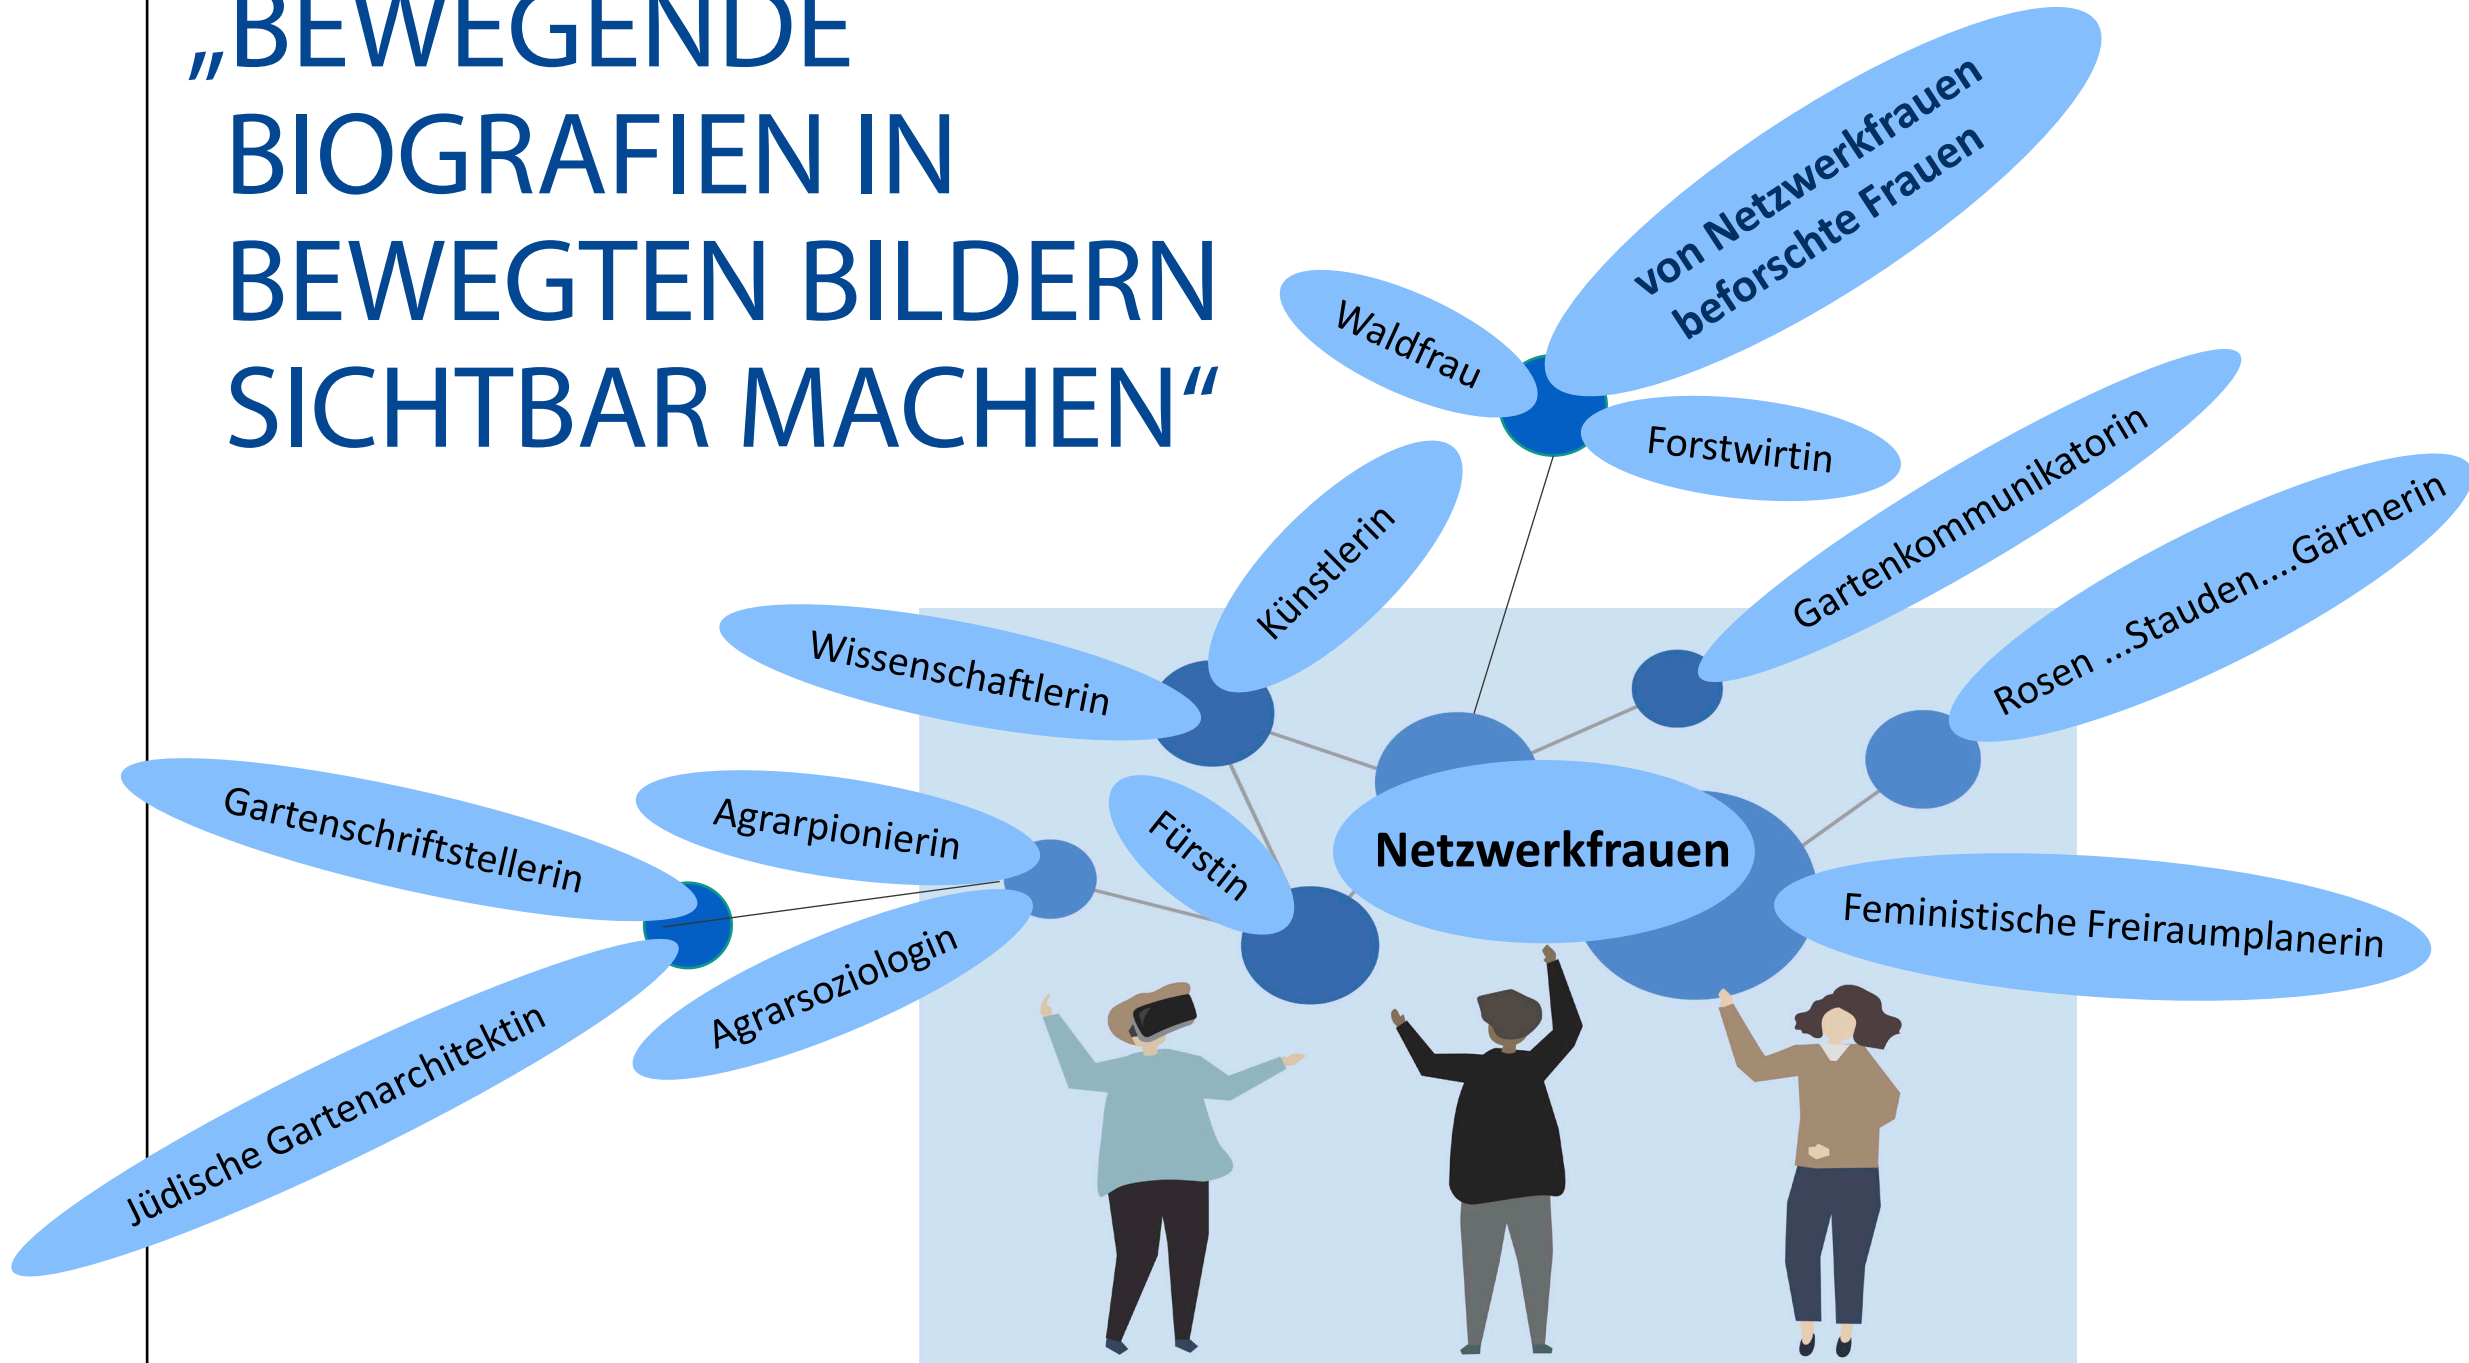 „BEWEGENDE
BIOGRAFIEN IN
BEWEGTEN BILDERN
SICHTBAR MACHEN“
von Netzwerkfrauen
beforschte Frauen
Waldfrau
Forstwirtin
Gartenkommunikatorin
Künstlerin
Rosen ...Stauden....Gärtnerin
Wissenschaftlerin
Gartenschriftstellerin
Agrarpionierin
Fürstin
Netzwerkfrauen
Feministische Freiraumplanerin
Agrarsoziologin
Jüdische Gartenarchitektin